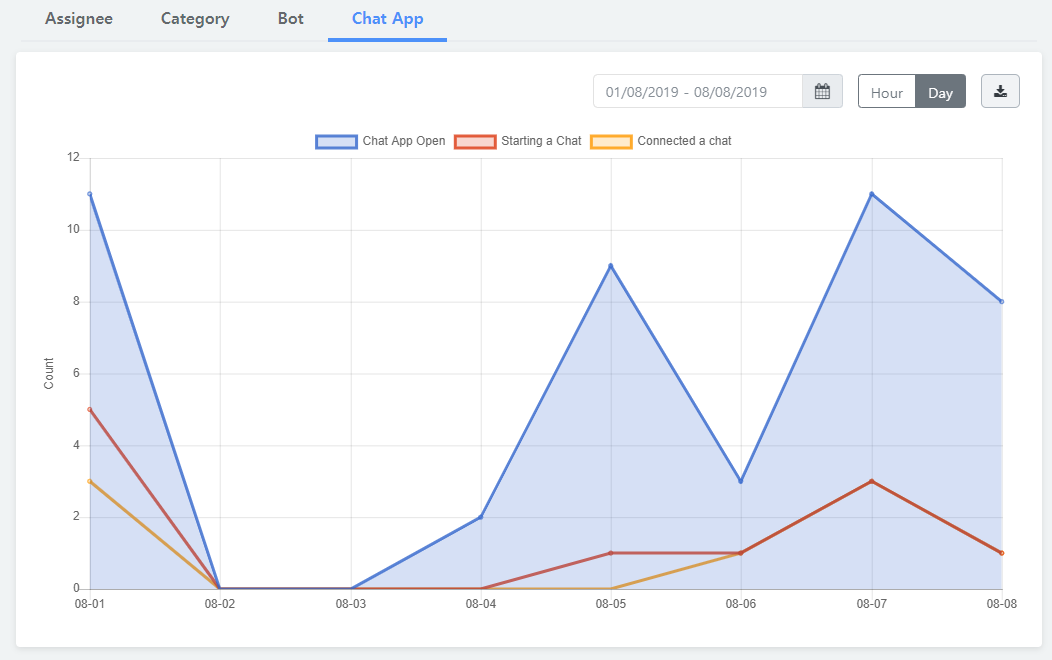 Assignee Category Bot Chat App
01/08/2019 - 08/08/2019 Hour Day
Chat App Open Starting a Chat Connected a chat
12
10
8
6
4
2
0
Count
08-01 08-02 08-03 08-04 08-05 08-06 08-07 08-08